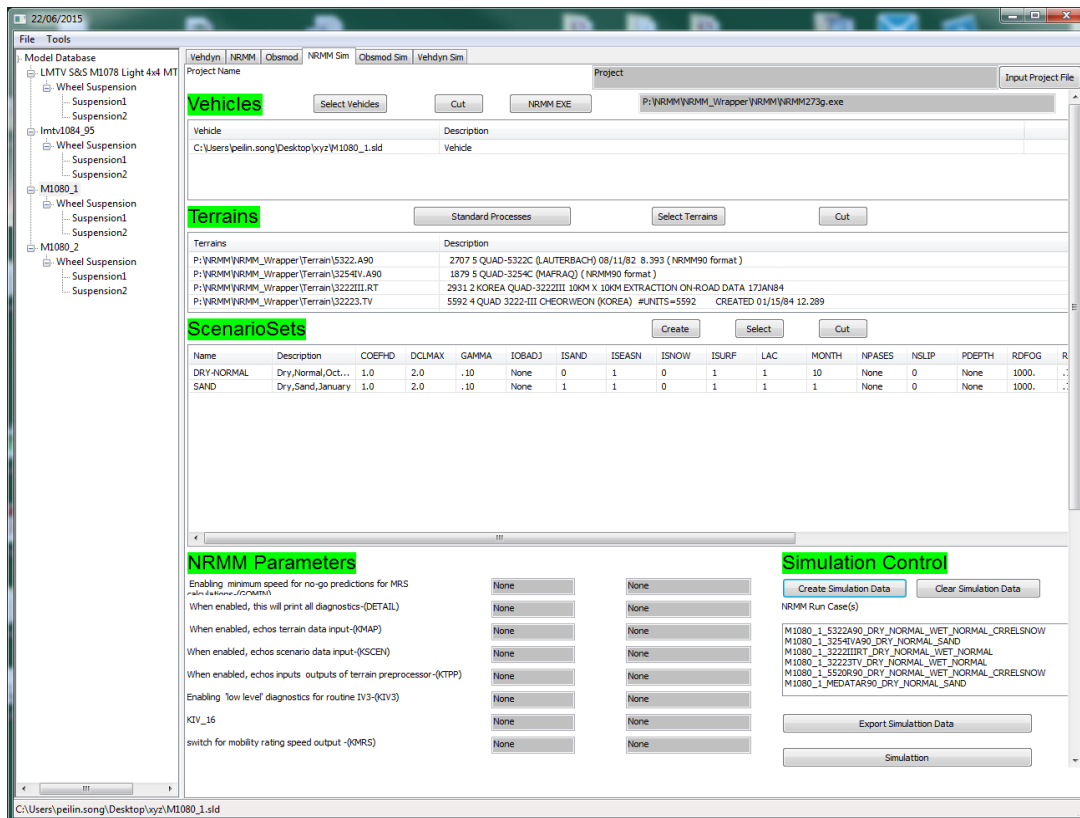 22/06/2015
File Tools
Model Database
LMTV S&S M1078 Light 4x4 MT
Wheel Suspension
Suspension1
Suspension2
lmtv1084_95
Wheel Suspension
Suspension1
Suspension2
M1080_1
Wheel Suspension
Suspension1
Suspension2
M1080_2
Wheel Suspension
Suspension1
Suspension2
Vehdyn NRMM Obsmod NRMM Sim Obsmod Sim Vehdyn Sim
Project Name Project Input Project File
Vehicles Select Vehicles Cut NRMM EXE P:\NRMM\NRMM_Wrapper\NRMM\NRMM273g.exe
Vehicle Description
C:\Users\peilin.song\Desktop\xyz\M1080_1.sld Vehicle
Terrains Standard Processes Select Terrains Cut
Terrains Description
P:\NRMM\NRMM_Wrapper\Terrain\5322.A90 2707 5 QUAD-5322C (LAUTERBACH) 08/11/82 8.393 (NRMM90 format )
P:\NRMM\NRMM_Wrapper\Terrain\3254IV.A90 1879 5 QUAD-3254C (MAFRAQ) ( NRMM90 format )
P:\NRMM\NRMM_Wrapper\Terrain\3222III.RT 2931 2 KOREA QUAD-3222III 10KM X 10KM EXTRACTION ON-ROAD DATA 17JAN84
P:\NRMM\NRMM_Wrapper\Terrain\32223.TV 5592 4 QUAD 3222-III CHEORWEON (KOREA) #UNITS=5592 CREATED 01/15/84 12.289
ScenarioSets Create Select Cut
Name Description COEFHD DCLMAX GAMMA IOBADJ ISAND ISEASN ISNOW ISURF LAC MONTH NPASES NSLIP PDEPTH RDFOG R
DRY-NORMAL Dry,Normal,Oct... 1.0 2.0 .10 None 0 1 0 1 1 10 None 0 None 1000.
SAND Dry,Sand,January 1.0 2.0 .10 None 1 1 0 1 1 1 None 0 None 1000.
NRMM Parameters
Enabling minimum speed for no-go predictions for MRS None None
calculations-(GOMIN)
When enabled, this will print all diagnostics-(DETAIL) None None
When enabled, echos terrain data input-(KMAP) None None
When enabled, echos scenario data input-(KSCEN) None None
When enabled, echos inputs outputs of terrain preprocessor-(KTPP) None None
Enabling 'low level' diagnostics for routine IV3-(KIV3) None None
KIV_16 None None
switch for mobility rating speed output -(KMRS) None None
Simulation Control
Create Simulation Data Clear Simulation Data
NRMM Run Case(s)
M1080_1_5322A90_DRY_NORMAL_WET_NORMAL_CRRELSNOW
M1080_1_3254IVA90_DRY_NORMAL_SAND
M1080_1_3222IIIRT_DRY_NORMAL_WET_NORMAL
M1080_1_32223TV_DRY_NORMAL_WET_NORMAL
M1080_1_5520R90_DRY_NORMAL_WET_NORMAL_CRRELSNOW
M1080_1_MEDATAR90_DRY_NORMAL_SAND
Export Simulattion Data
Simulattion
C:\Users\peilin.song\Desktop\xyz\M1080_1.sld